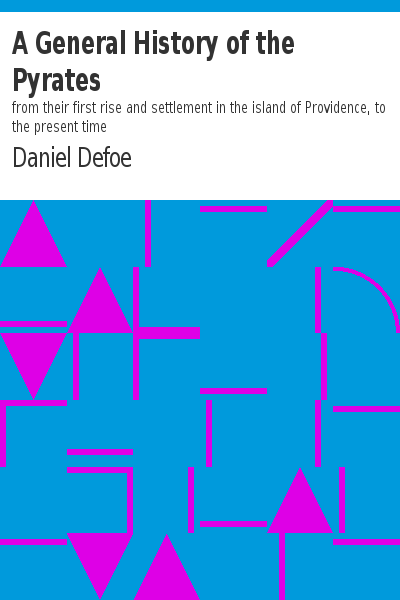 A General History of the
Pyrates
from their first rise and settlement in the island of Providence, to
the present time
Daniel Defoe